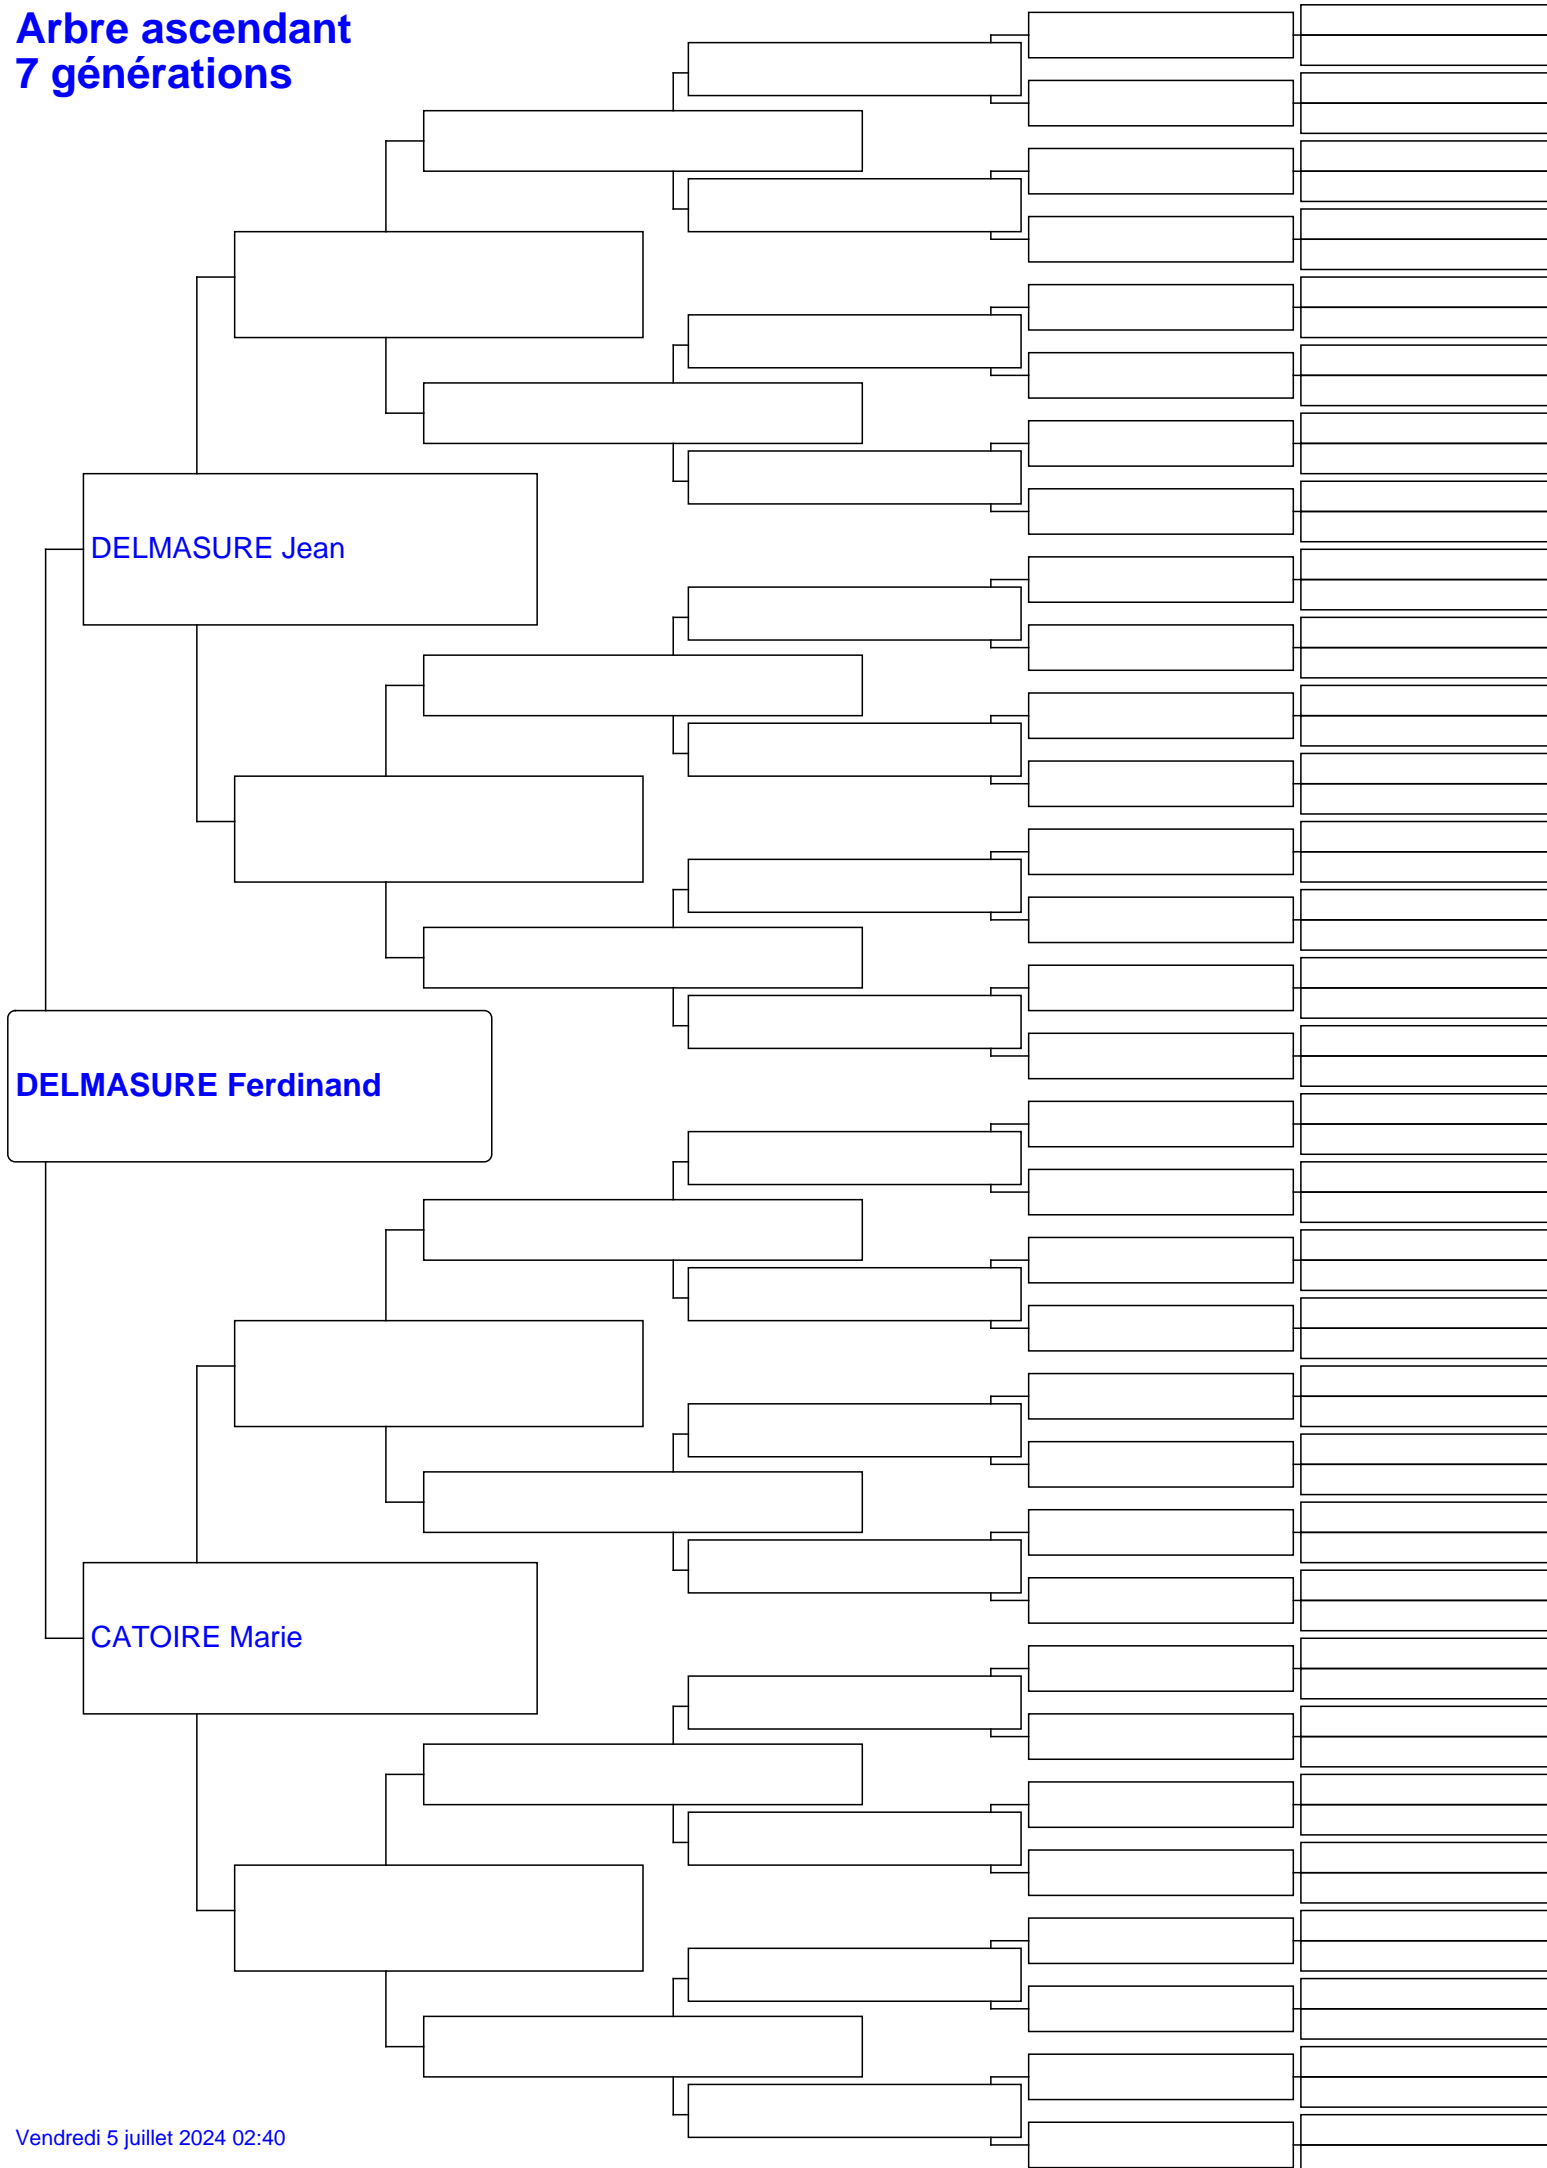 Arbre ascendant
7 générations
DELMASURE Jean
DELMASURE Ferdinand
CATOIRE Marie
Vendredi 5 juillet 2024 02:40